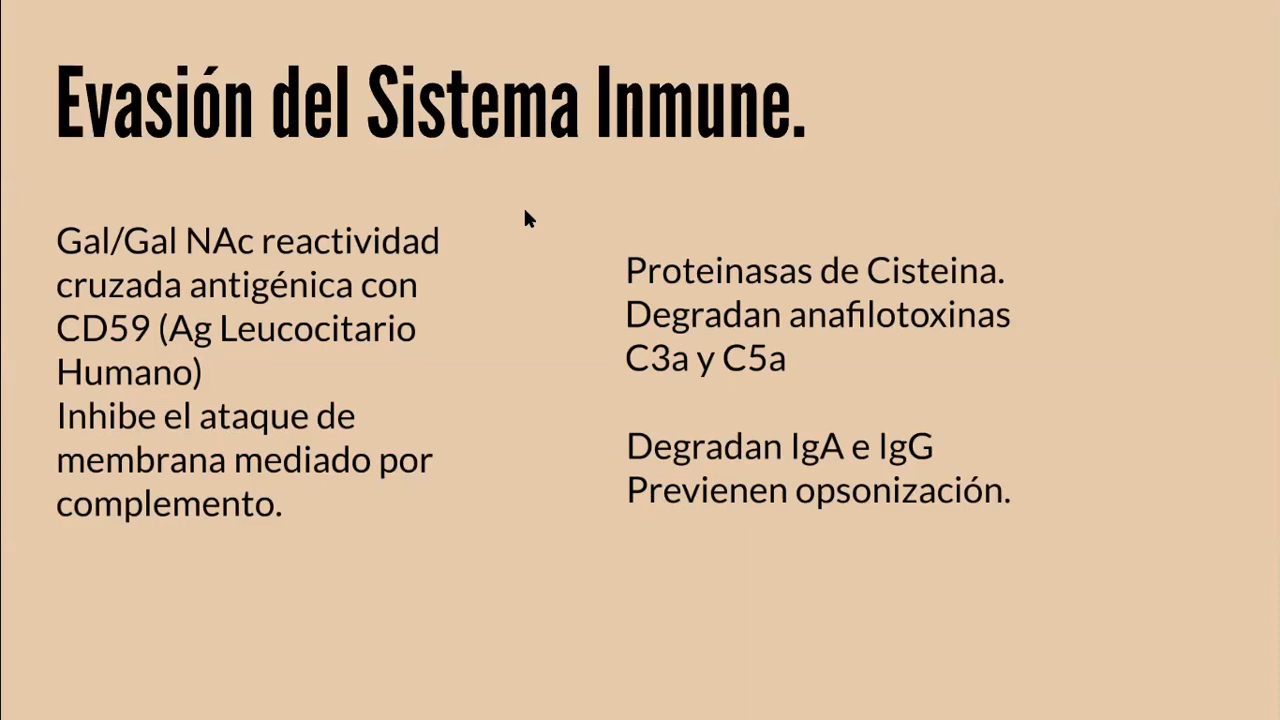 Evasión del Sistema Inmune.
Gal/Gal NAc reactividad
cruzada antigénica con
CD59 (Ag Leucocitario
Humano)
Inhibe el ataque de
membrana mediado por
complemento.
Proteinasas de Cisteina.
Degradan anafilotoxinas
C3a y C5a
Degradan IgA e IgG
Previenen opsonización.